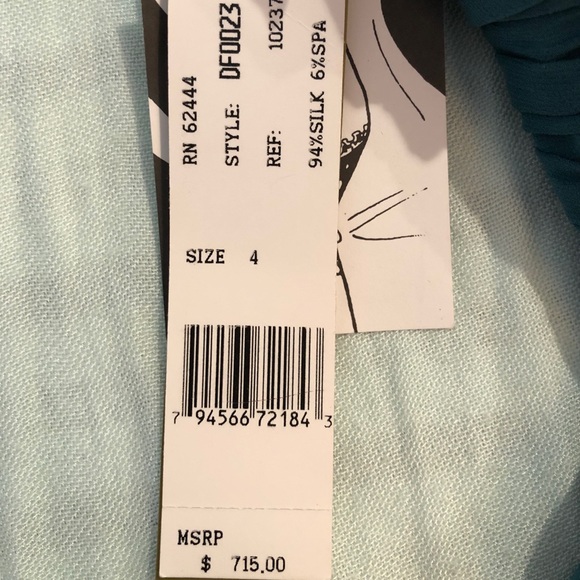 RN 62444
STYLE: DF0023
REF: 10237
94%SILK 6%SPA
SIZE 4
7 94566 72184 3
MSRP
$ 715.00